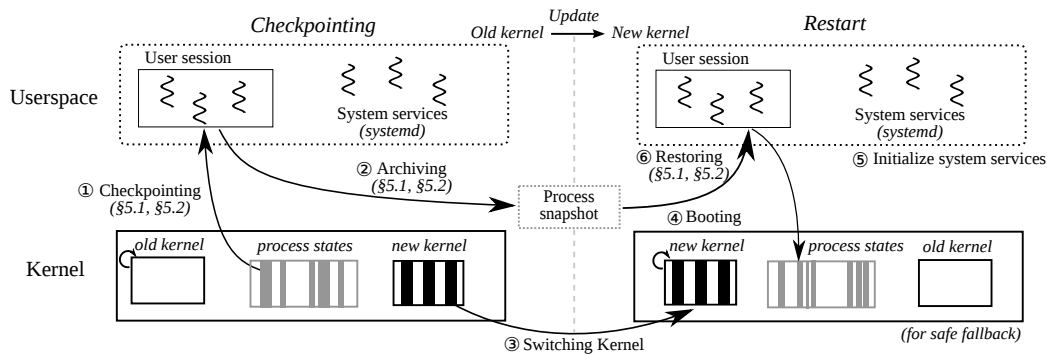 Checkpointing
Update
Old kernel
New kernel
Restart
Userspace
User session
System services
(systemd)
User session
System services
(systemd)
① Checkpointing
(§5.1, §5.2)
② Archiving
(§5.1, §5.2)
Process
snapshot
⑥ Restoring
(§5.1, §5.2)
⑤ Initialize system services
④ Booting
Kernel
old kernel
process states
new kernel
new kernel
process states
old kernel
③ Switching Kernel
(for safe fallback)